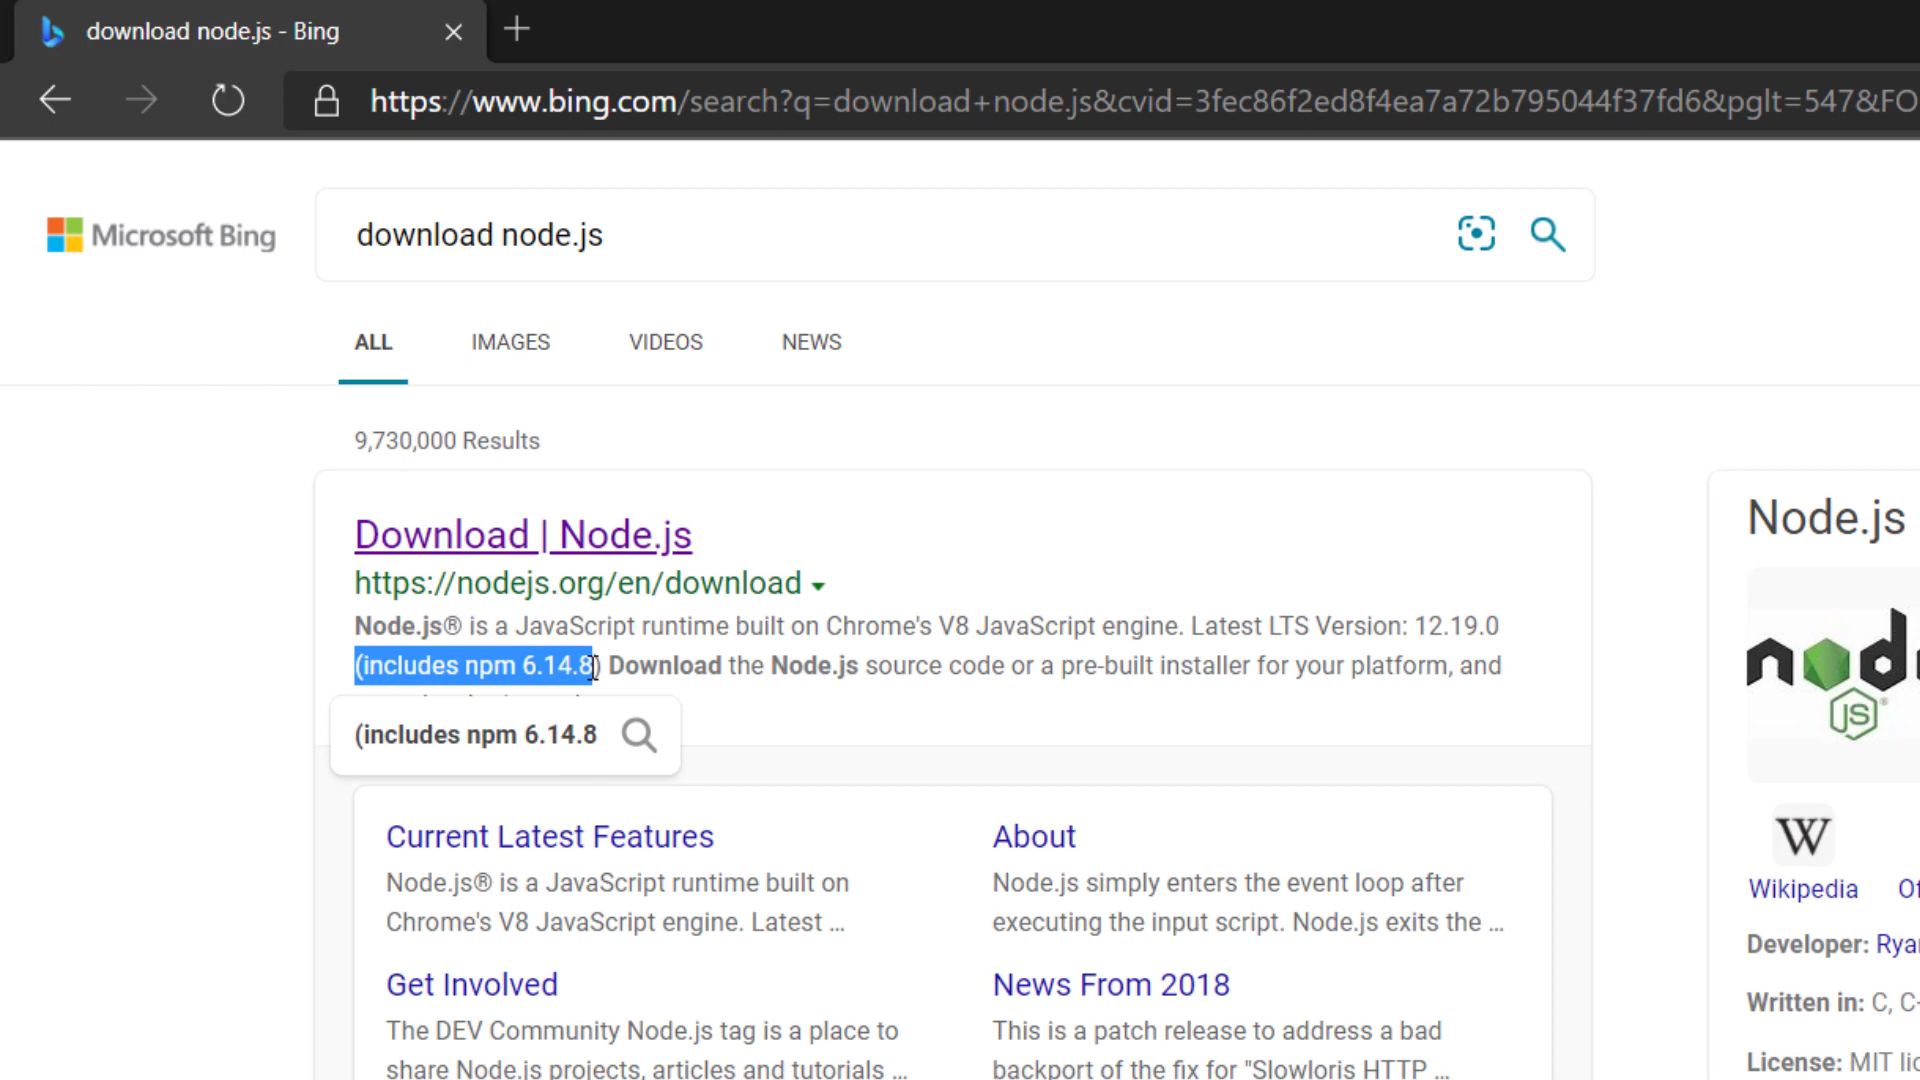 download node.js - Bing
https://www.bing.com/search?q=download+node.js&cvid=3fec86f2ed8f4ea7a72b795044f37fd6&pglt=547&FO
Microsoft Bing
download node.js
ALL IMAGES VIDEOS NEWS
9,730,000 Results
Download | Node.js
https://nodejs.org/en/download
Node.js® is a JavaScript runtime built on Chrome's V8 JavaScript engine. Latest LTS Version: 12.19.0
(includes npm 6.14.8) Download the Node.js source code or a pre-built installer for your platform, and
(includes npm 6.14.8
Current Latest Features
Node.js® is a JavaScript runtime built on
Chrome's V8 JavaScript engine. Latest ...
About
Node.js simply enters the event loop after
executing the input script. Node.js exits the ...
Get Involved
The DEV Community Node.js tag is a place to
share Node.js projects, articles and tutorials ...
News From 2018
This is a patch release to address a bad
backport of the fix for "Slowloris HTTP ...
Node.js
node
JS®
W
Wikipedia Of
Developer: Rya
Written in: C, C-
License: MIT lic